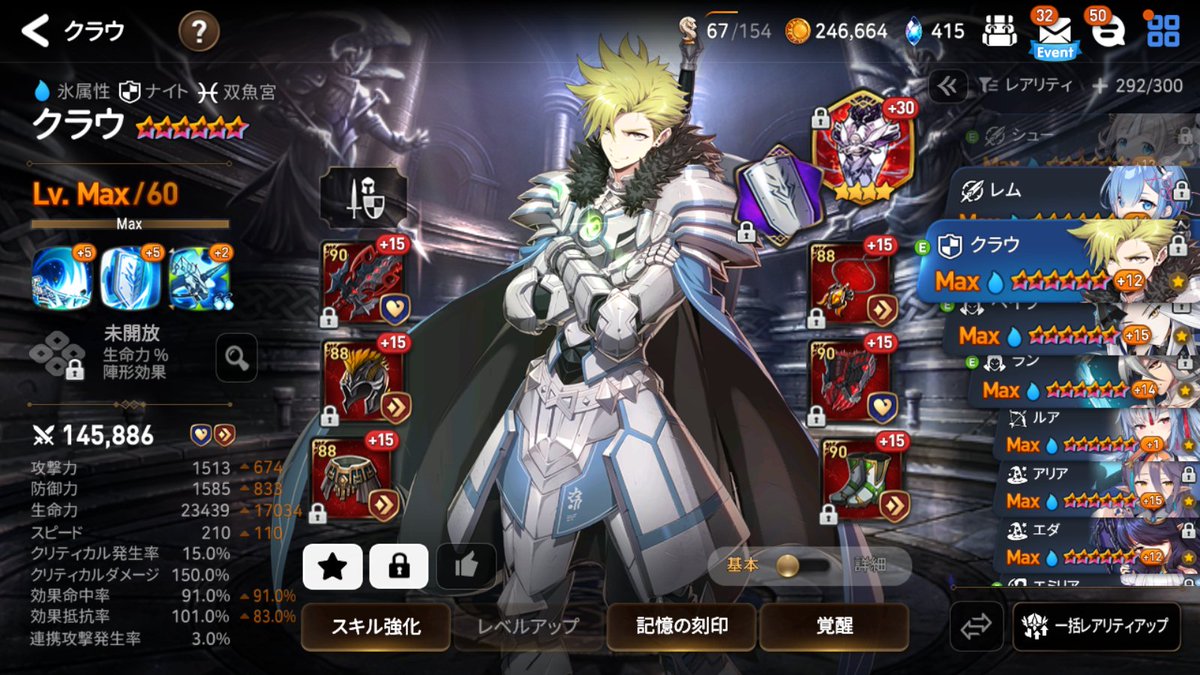 クラウ
?
67/154
246,664
415
32
Event
50
氷属性 ナイト 双魚宮
クラウ
Lv. Max/60
Max
+5 +5 +2
未開放
生命力 %
陣形効果
145,886
攻撃力 1513 674
防御力 1585 833
生命力 23439 17034
スピード 210 110
クリティカル発生率 15.0%
クリティカルダメージ 150.0%
効果命中率 91.0% 91.0%
効果抵抗率 101.0% 83.0%
連携攻撃発生率 3.0%
90 +15
88 +15
88 +15
+30
88 +15
90 +15
90 +15
基本 詳細
スキル強化
レベルアップ
記憶の刻印
覚醒
レアリティ
+ 292/300
E シュー
レム
E クラウ
Max +12
Max +15
E フン
Max +14
ルア
Max +1
アリア
Max +15
エダ
Max +12
エミリア
一括レアリティアップ